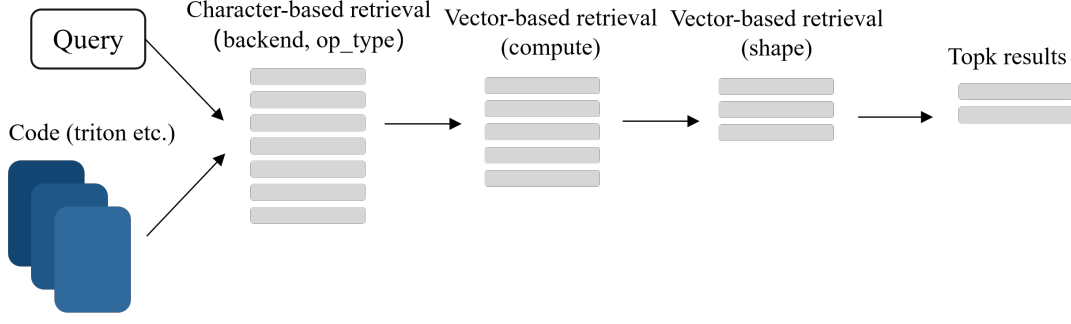 Query
Code (triton etc.)
Character-based retrieval
(backend, op_type)
Vector-based retrieval
(compute)
Vector-based retrieval
(shape)
Topk results